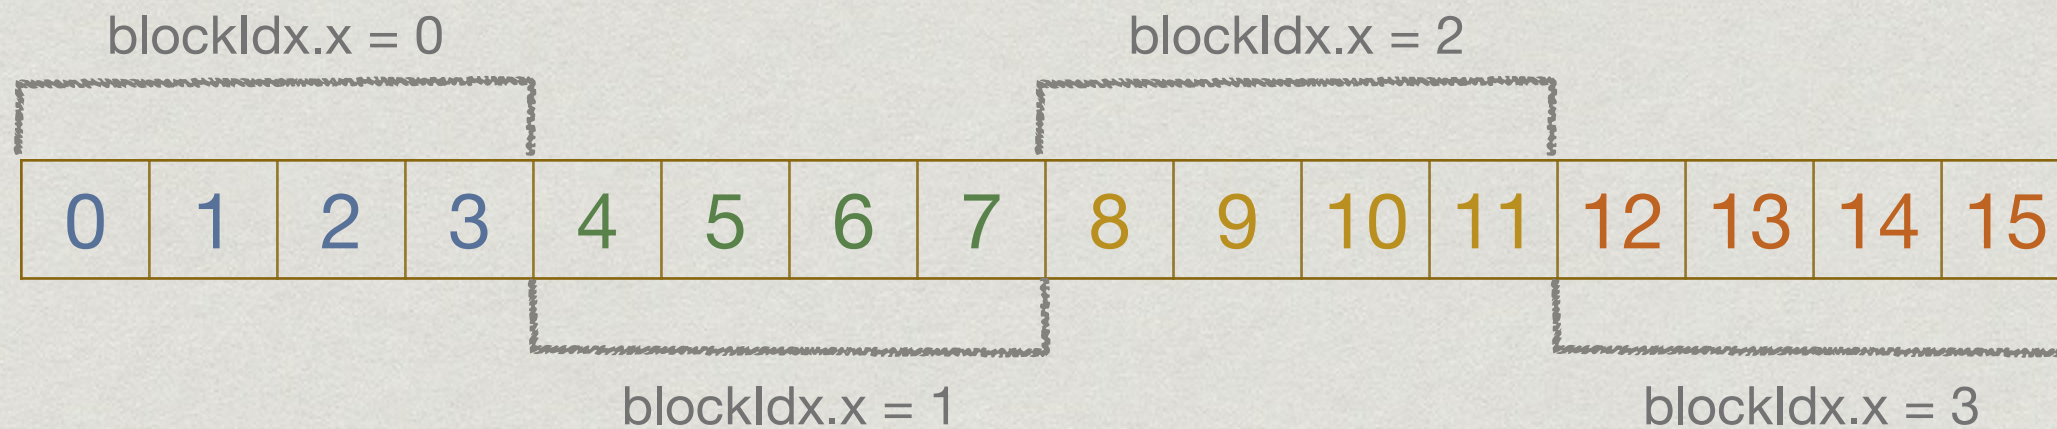 blockIdx.x = 0
blockIdx.x = 2
0 1 2 3 4 5 6 7 8 9 10 11 12 13 14 15
blockIdx.x = 1
blockIdx.x = 3